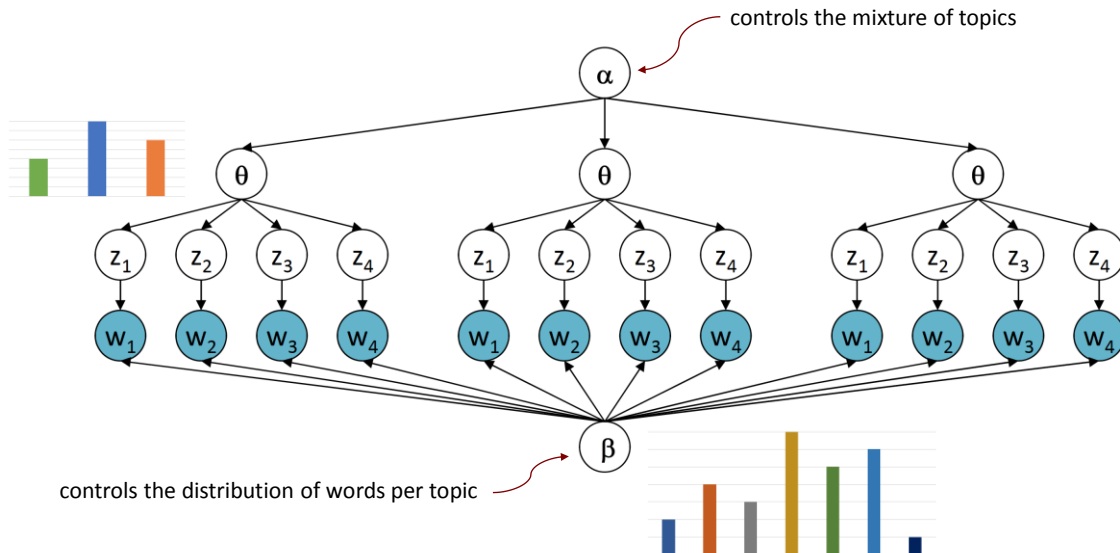 controls the mixture of topics
α
θ θ θ
z₁ z₂ z₃ z₄ z₁ z₂ z₃ z₄ z₁ z₂ z₃ z₄
w₁ w₂ w₃ w₄ w₁ w₂ w₃ w₄ w₁ w₂ w₃ w₄
β
controls the distribution of words per topic